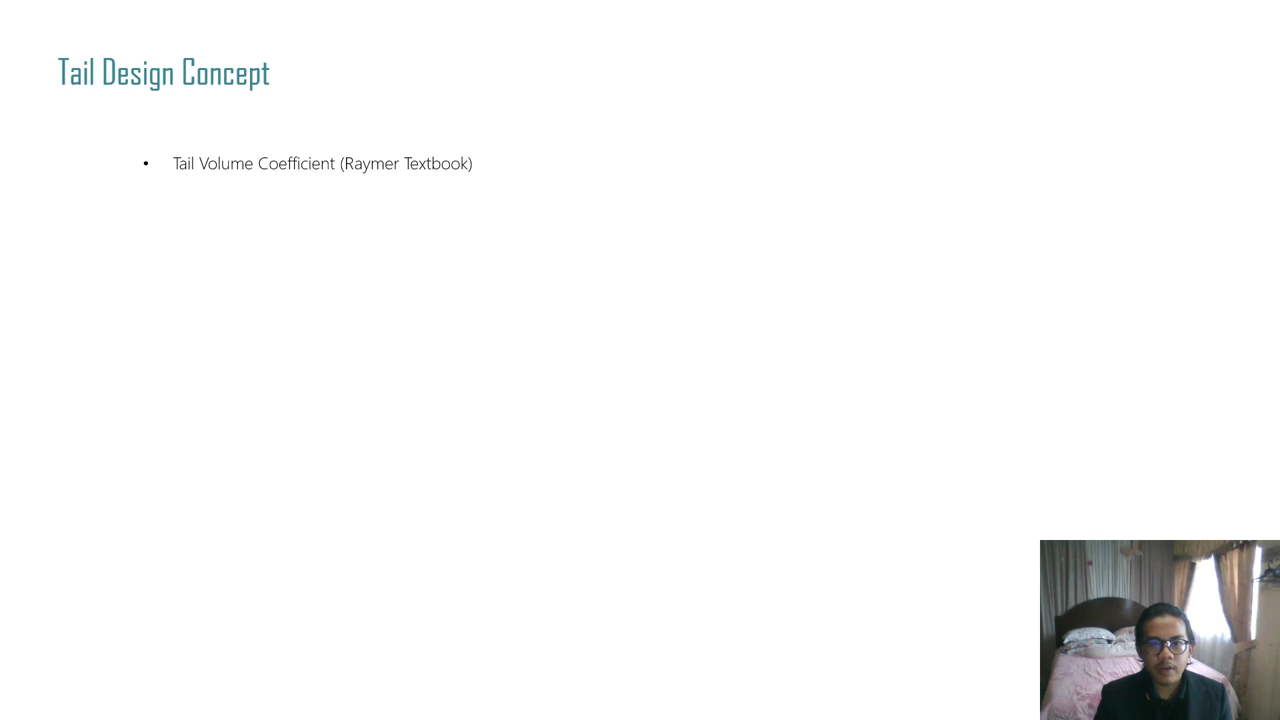 Tail Design Concept
• Tail Volume Coefficient (Raymer Textbook)